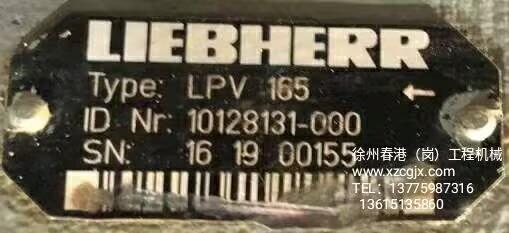 LIEBHERR
Type: LPV 165 ←
ID Nr: 10128131-000
SN: 16 19 00155
徐州春港（岗）工程机械
www.xzcgjx.com
TEL：13775987316
13615135860